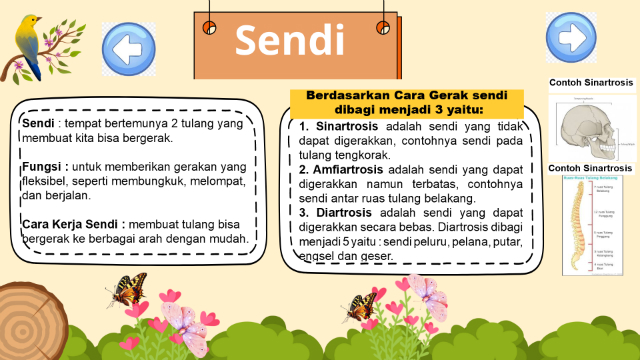 Sendi
Sendi : tempat bertemunya 2 tulang yang
membuat kita bisa bergerak.
Fungsi : untuk memberikan gerakan yang
fleksibel, seperti membungkuk, melompat,
dan berjalan.
Cara Kerja Sendi : membuat tulang bisa
bergerak ke berbagai arah dengan mudah.
Berdasarkan Cara Gerak sendi
dibagi menjadi 3 yaitu:
1. Sinartrosis adalah sendi yang tidak
dapat digerakkan, contohnya sendi pada
tulang tengkorak.
2. Amfiartrosis adalah sendi yang dapat
digerakkan namun terbatas, contohnya
sendi antar ruas tulang belakang.
3. Diartrosis adalah sendi yang dapat
digerakkan secara bebas. Diartrosis dibagi
menjadi 5 yaitu : sendi peluru, pelana, putar,
engsel dan geser.
Contoh Sinartrosis
Contoh Sinartrosis